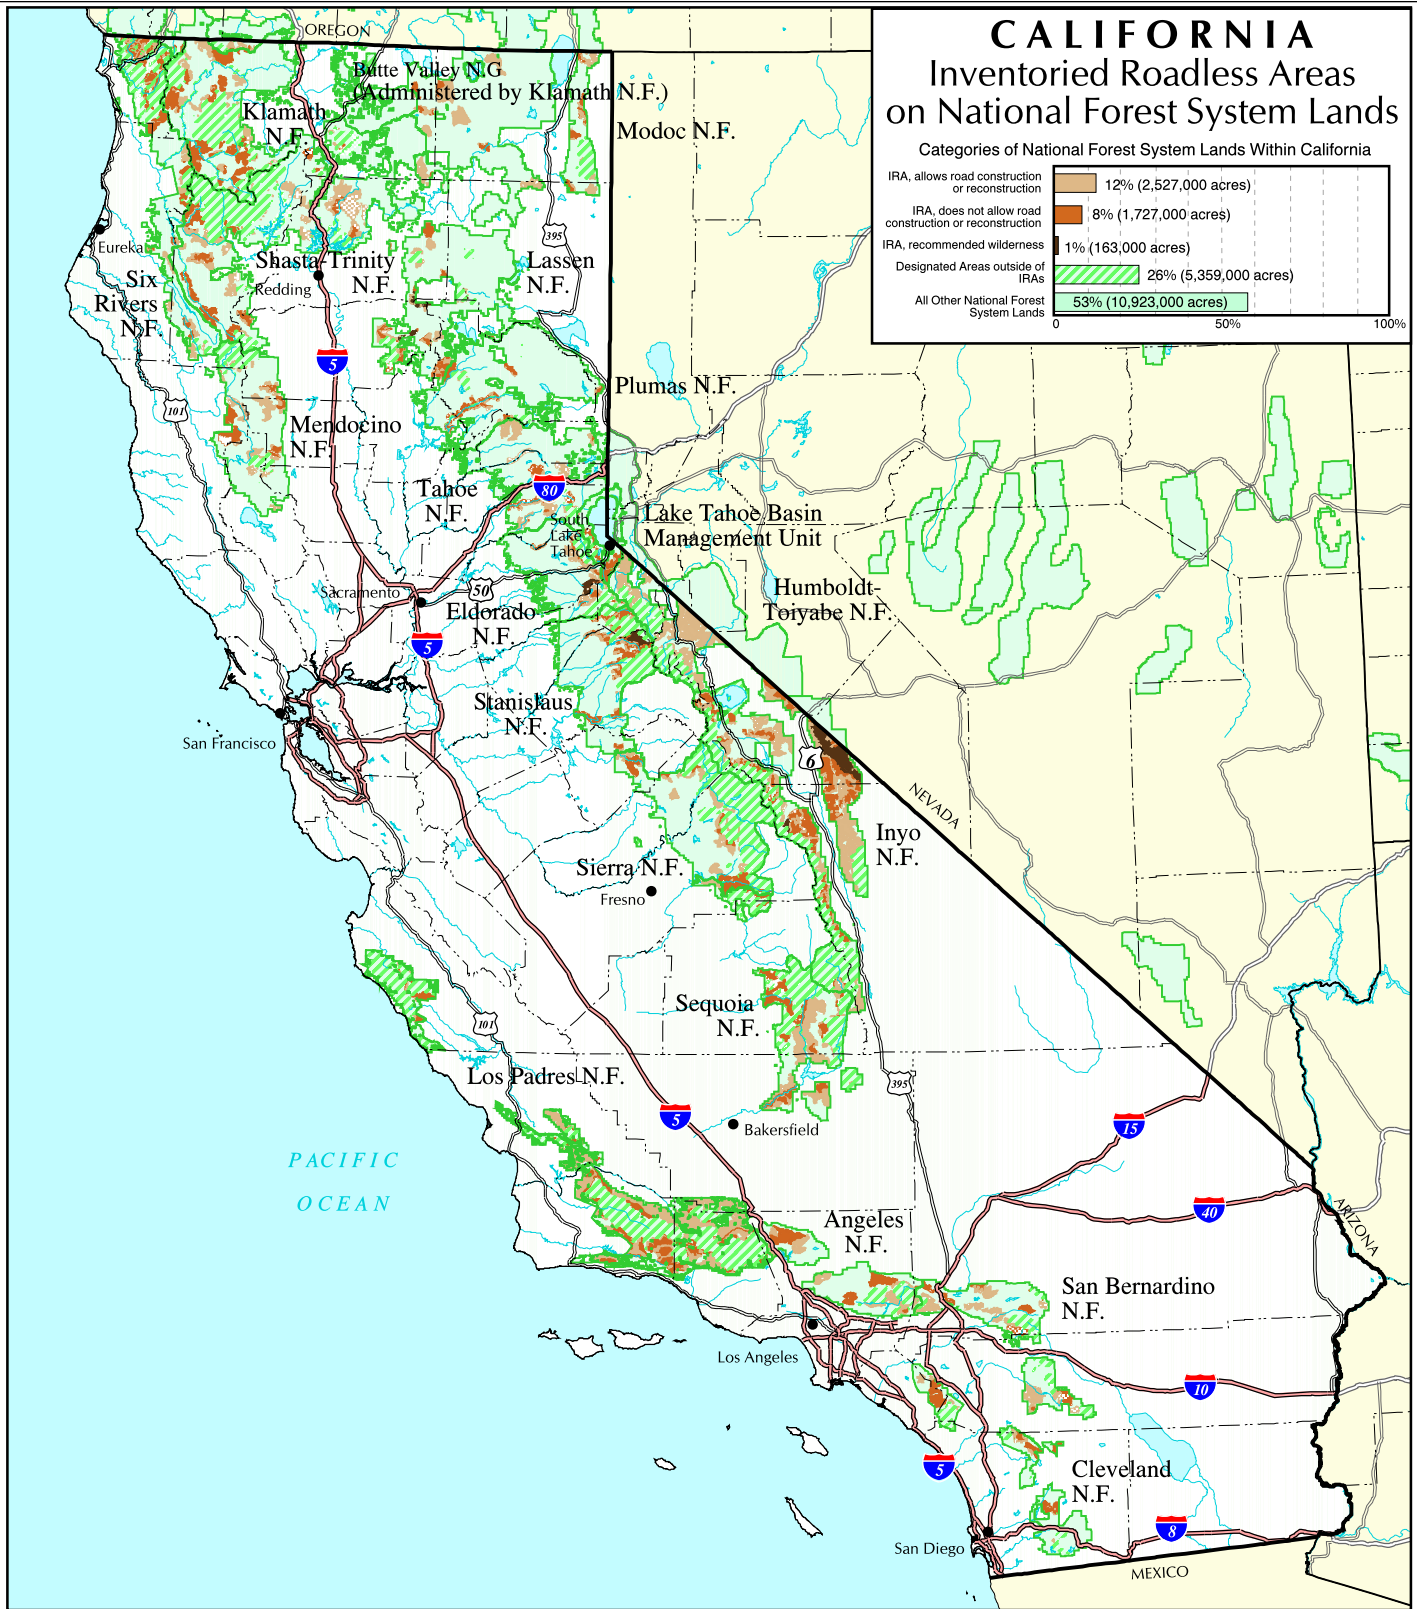 CALIFORNIA
Inventoried Roadless Areas
on National Forest System Lands
Categories of National Forest System Lands Within California
IRA, allows road construction
or reconstruction
12% (2,527,000 acres)
IRA, does not allow road
construction or reconstruction
8% (1,727,000 acres)
IRA, recommended wilderness
1% (163,000 acres)
Designated Areas outside of
IRAs
26% (5,359,000 acres)
All Other National Forest
System Lands
53% (10,923,000 acres)
0 50% 100%
OREGON
Butte Valley N.G
(Administered by Klamath N.F.)
Klamath
N.F.
Modoc N.F.
395
Eureka
Shasta-Trinity
N.F.
Lassen
N.F.
Six
Rivers
N.F.
Redding
5
Plumas N.F.
101
Mendocino
N.F.
Tahoe
N.F.
80
South
Lake
Tahoe
Lake Tahoe Basin
Management Unit
Sacramento
50
Humboldt-
Toiyabe N.F.
Eldorado
N.F.
5
Stanislaus
N.F.
San Francisco
6
NEVADA
Inyo
N.F.
Sierra N.F.
Fresno
Sequoia
N.F.
101
Los Padres N.F.
395
5
Bakersfield
15
PACIFIC
OCEAN
40
ARIZONA
Angeles
N.F.
San Bernardino
N.F.
Los Angeles
10
5
Cleveland
N.F.
8
San Diego
MEXICO